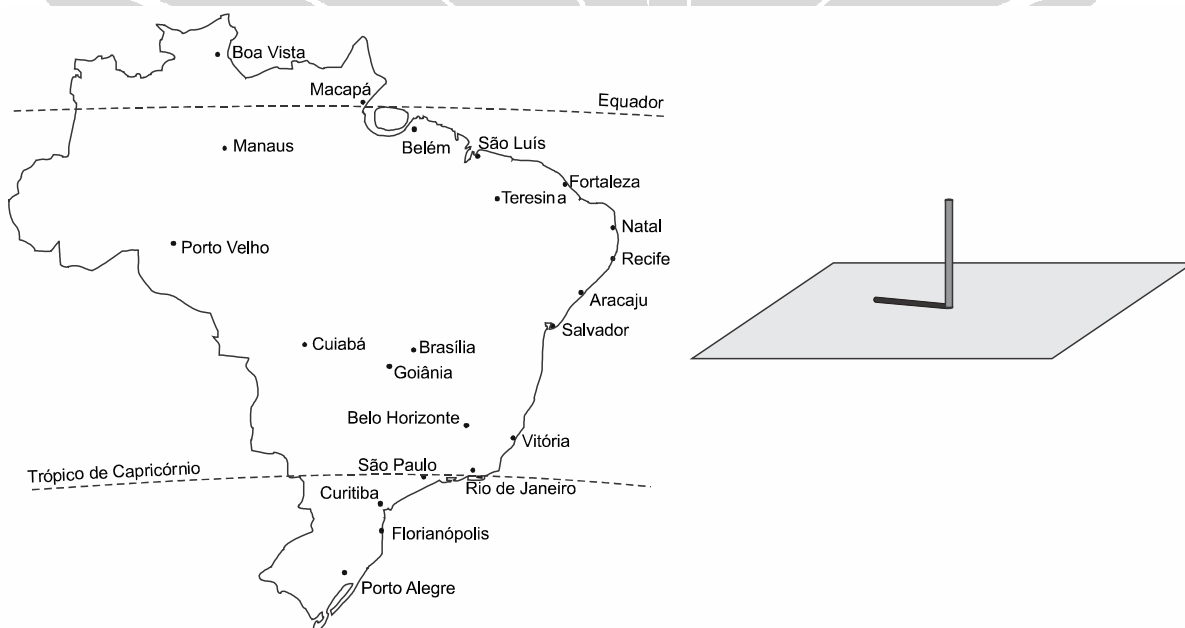 Boa Vista
Macapá
Equador
Manaus
Belém
São Luís
Fortaleza
Teresina
Natal
Porto Velho
Recife
Aracaju
Salvador
Cuiabá
Brasília
Goiânia
Belo Horizonte
Vitória
Trópico de Capricórnio
São Paulo
Rio de Janeiro
Curitiba
Florianópolis
Porto Alegre